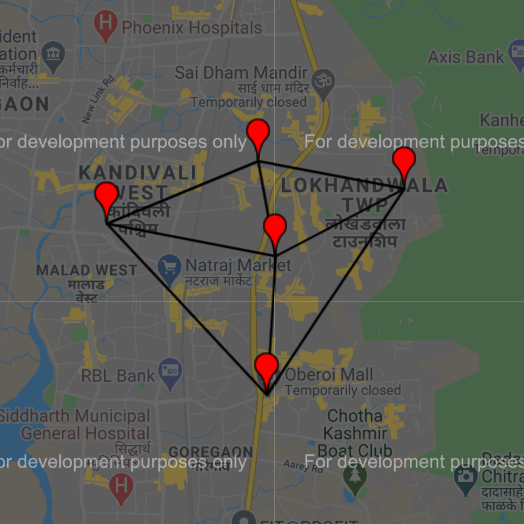 Phoenix Hospitals
ident
ation
कर्मचारी
Axis Bank
New Link Rd
Sai Dham Mandir
साई धाम मंदिर
Temporarily closed
GAON
Kanhe
or development purposes only
For development purposes
Tempora
KANDIVALI
WEST
कांदिवली
पश्चिम
LOKHANDWALA
TWP
लोखंडवाला
टाउनशिप
MALAD WEST
मालाड
वेस्ट
Natraj Market
नटराज मार्केट
RBL Bank
Oberoi Mall
Temporarily closed
Siddharth Municipal
General Hospital
सिद्धार्थ
Chotha
Kashmir
Boat Club
GOREGAON
or development purposes only
For development purposes
Aarey Rd
Dada
Chitra
दादासाहे
फाळके